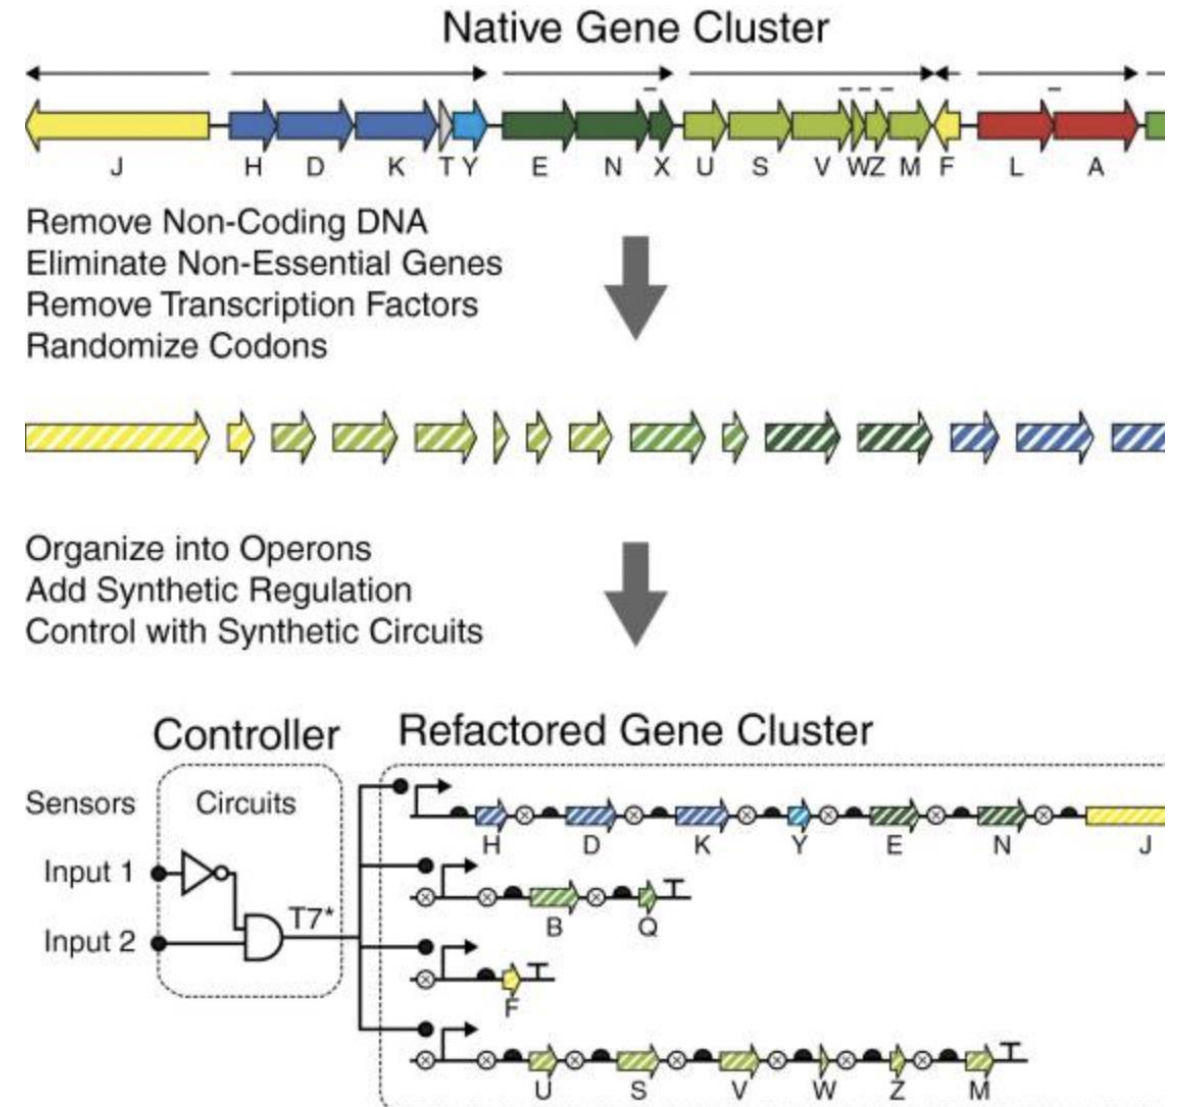 Native Gene Cluster
J H D K T Y E N X U S V W Z M F L A
Remove Non-Coding DNA
Eliminate Non-Essential Genes
Remove Transcription Factors
Randomize Codons
Organize into Operons
Add Synthetic Regulation
Control with Synthetic Circuits
Controller
Refactored Gene Cluster
Sensors
Circuits
Input 1
Input 2
T7*
H D K Y E N J
B Q
F
U S V W Z M